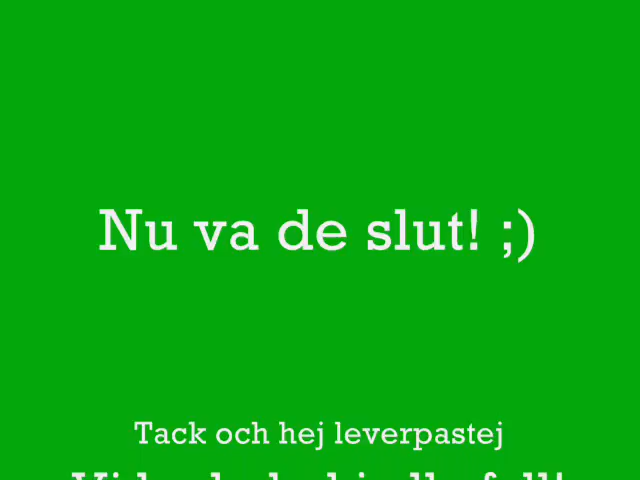 Nu va de slut! ;)
Tack och hej leverpastej